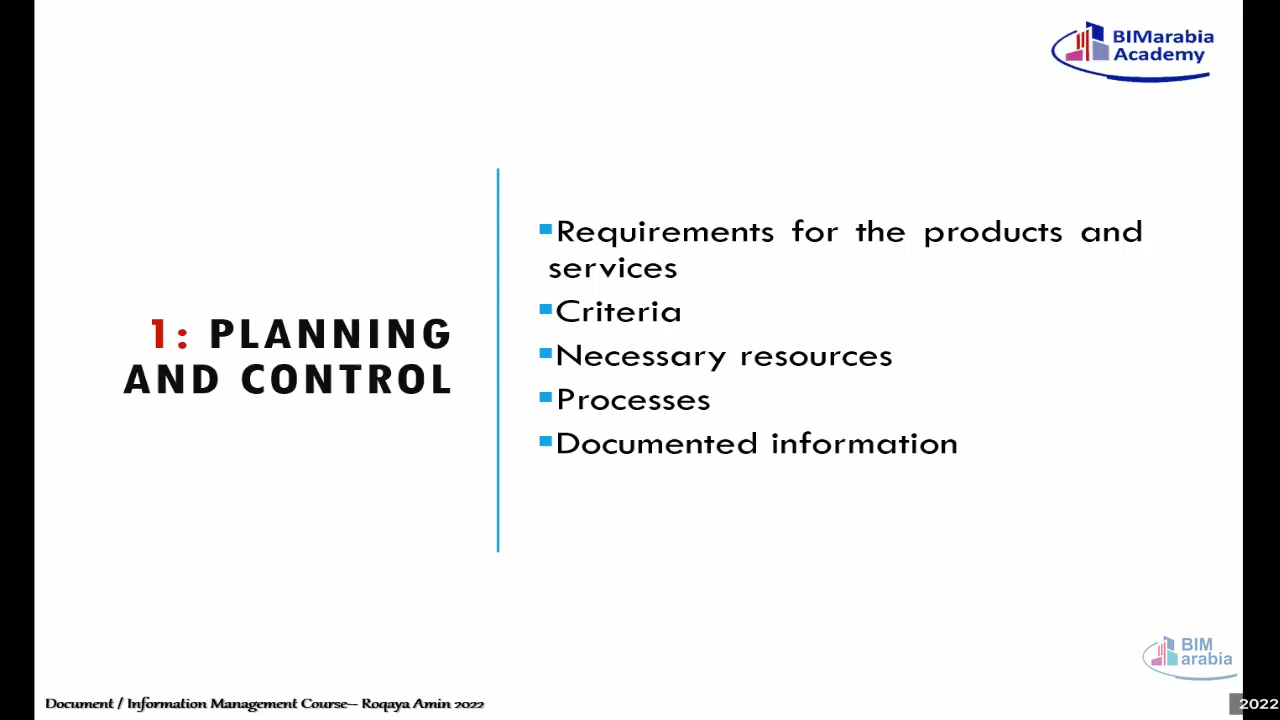 BIMarabia
Academy
1: PLANNING
AND CONTROL
Requirements for the products and
services
Criteria
Necessary resources
Processes
Documented information
BIM
arabia
Document / Information Management Course– Roqaya Amin 2022
2022